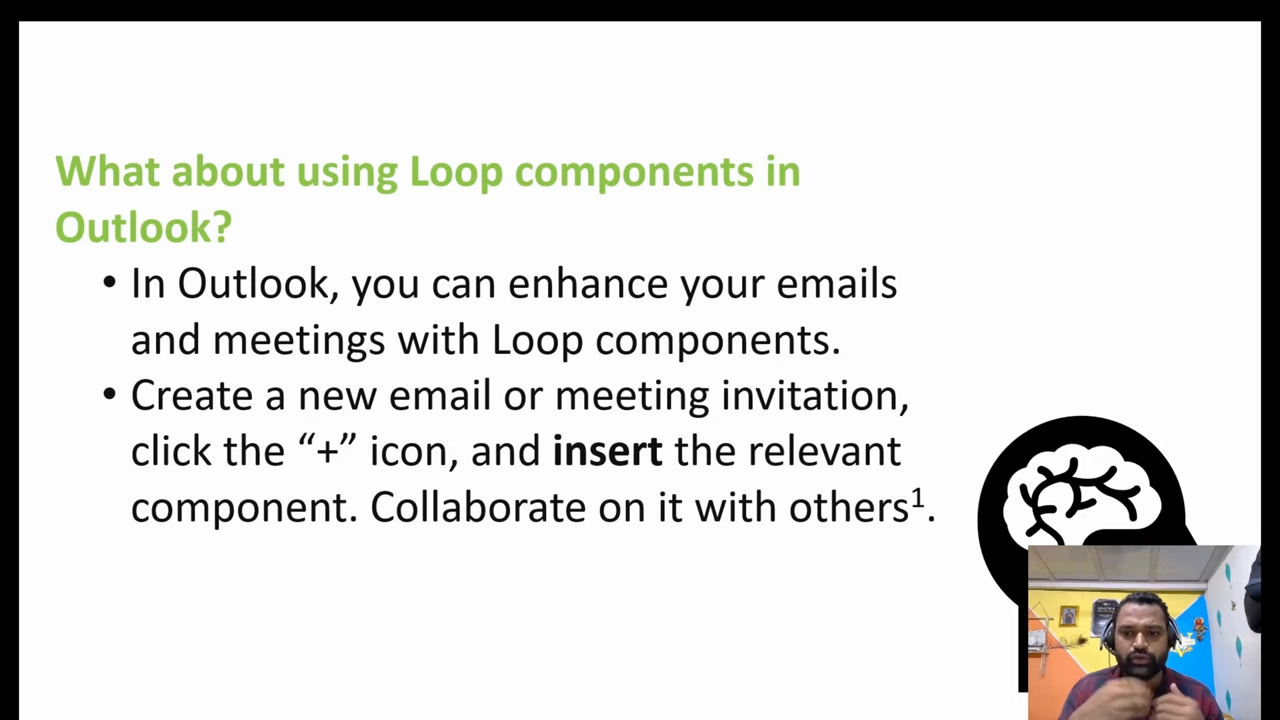 What about using Loop components in
Outlook?
• In Outlook, you can enhance your emails
and meetings with Loop components.
• Create a new email or meeting invitation,
click the “+” icon, and insert the relevant
component. Collaborate on it with others¹.